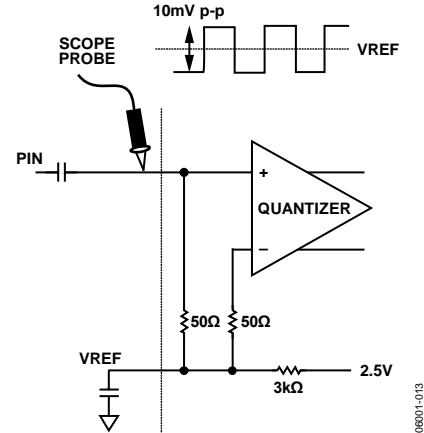 10mV p-p
VREF
SCOPE
PROBE
PIN
+
QUANTIZER
−
50Ω
50Ω
VREF
2.5V
3kΩ
06001-013